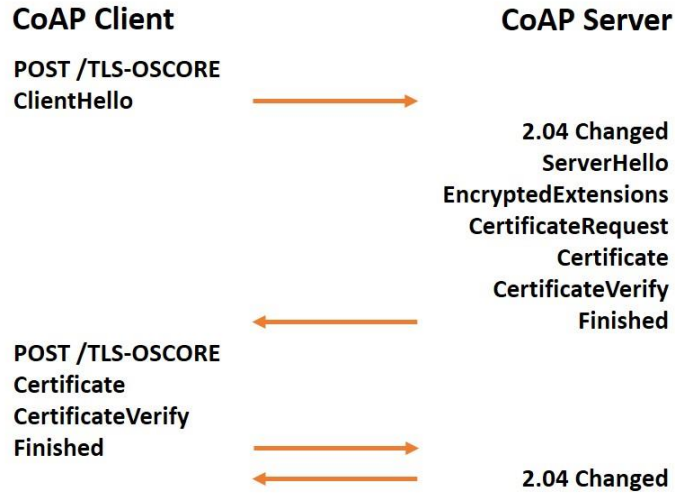 CoAP Client
CoAP Server
POST /TLS-OSCORE
ClientHello
2.04 Changed
ServerHello
EncryptedExtensions
CertificateRequest
Certificate
CertificateVerify
Finished
POST /TLS-OSCORE
Certificate
CertificateVerify
Finished
2.04 Changed